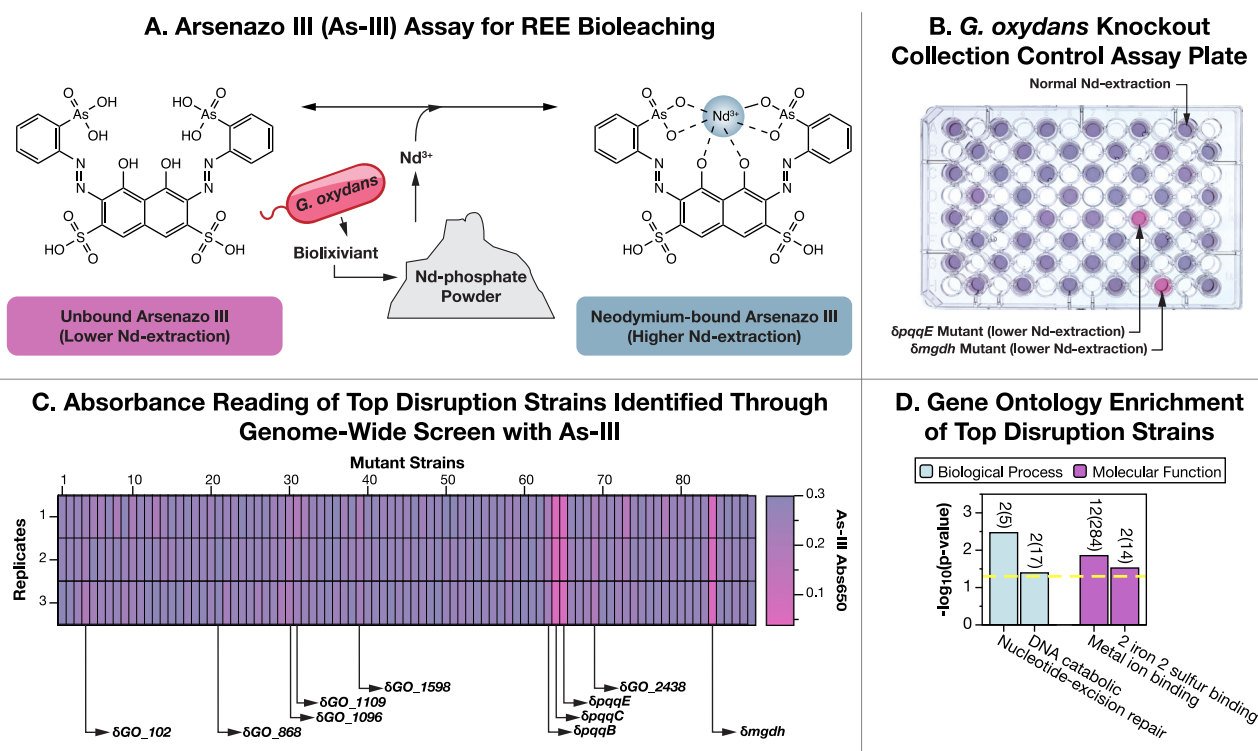 A. Arsenazo III (As-III) Assay for REE Bioleaching
O
As
OH
OH
HO
O
As
HO
N
N
OH
OH
N
N
O
S
HO
O
O
S
OH
O
G. oxydans
Biolixiviant
Nd³⁺
Nd-phosphate
Powder
O
As
O
O
Nd³⁺
O
O
As
O
N
N
O
O
N
N
O
S
HO
O
O
S
OH
O
Unbound Arsenazo III
(Lower Nd-extraction)
Neodymium-bound Arsenazo III
(Higher Nd-extraction)
B. G. oxydans Knockout
Collection Control Assay Plate
Normal Nd-extraction
δpqqE Mutant (lower Nd-extraction)
δmgdh Mutant (lower Nd-extraction)
C. Absorbance Reading of Top Disruption Strains Identified Through
Genome-Wide Screen with As-III
Mutant Strains
1 10 20 30 40 50 60 70 80
Replicates
1
2
3
0.3
0.2
0.1
As-III Abs650
δGO_1598
δGO_2438
δGO_1109
δpqqE
δGO_1096
δpqqC
δGO_102
δGO_868
δpqqB
δmgdh
D. Gene Ontology Enrichment
of Top Disruption Strains
Biological Process
Molecular Function
-log₁₀(p-value)
3
2
1
0
2(5)
2(17)
12(284)
2(14)
Nucleotide-excision repair
DNA catabolic
Metal ion binding
2 iron 2 sulfur binding